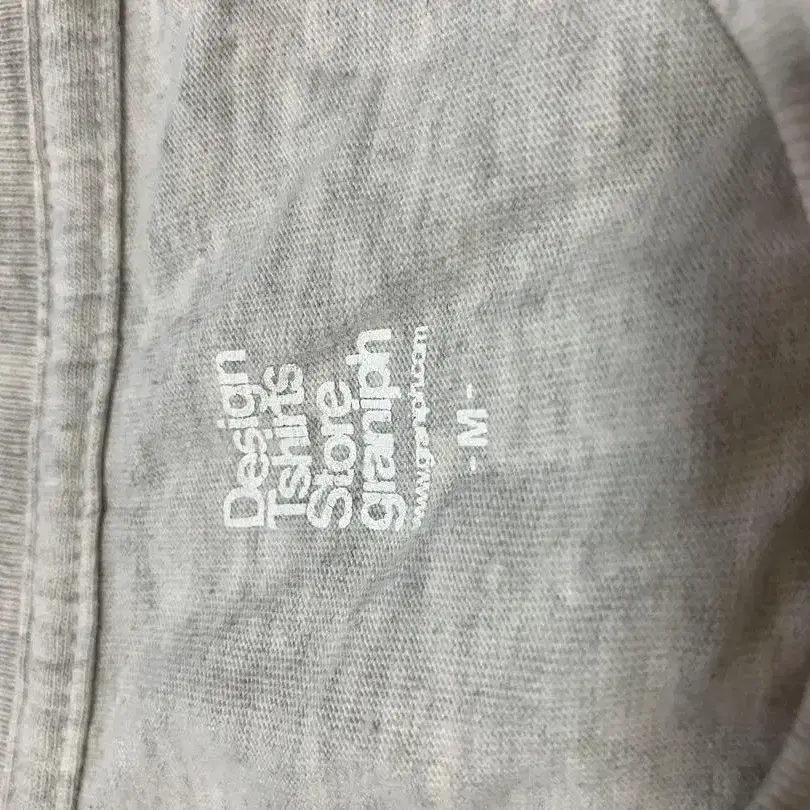 Design
Tshirts
Store
graniph
www.graniph.com
-M-